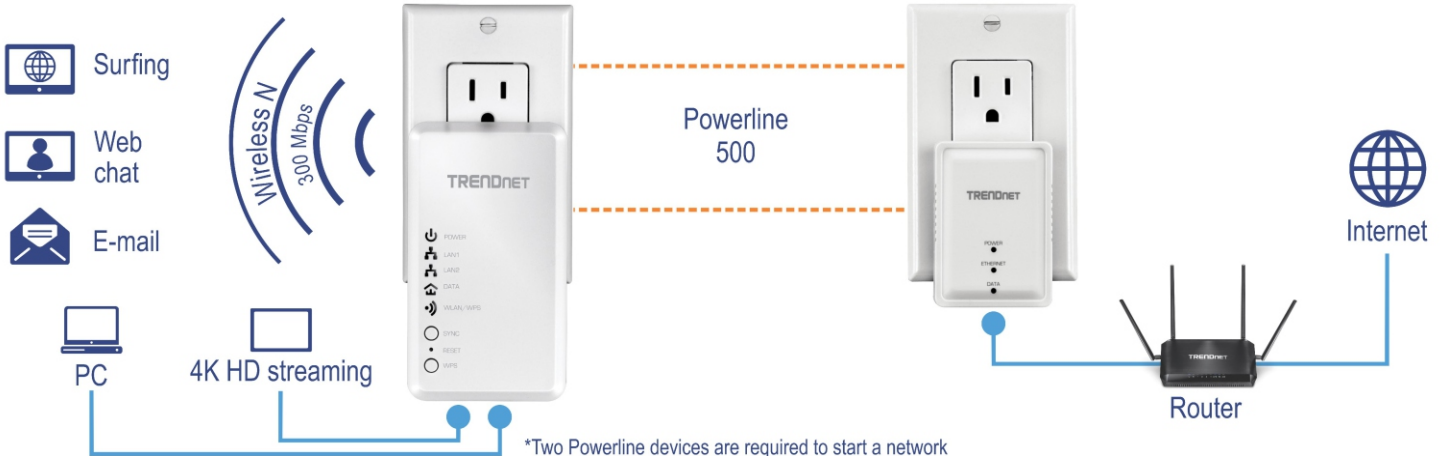 Surfing
Web
chat
E-mail
PC
4K HD streaming
Wireless N
300 Mbps
TRENDNET
POWER
LAN1
LAN2
DATA
WLAN/WPS
SYNC
RESET
WPS
Powerline
500
TRENDNET
POWER
ETHERNET
DATA
Internet
TRENDNET
Router
*Two Powerline devices are required to start a network